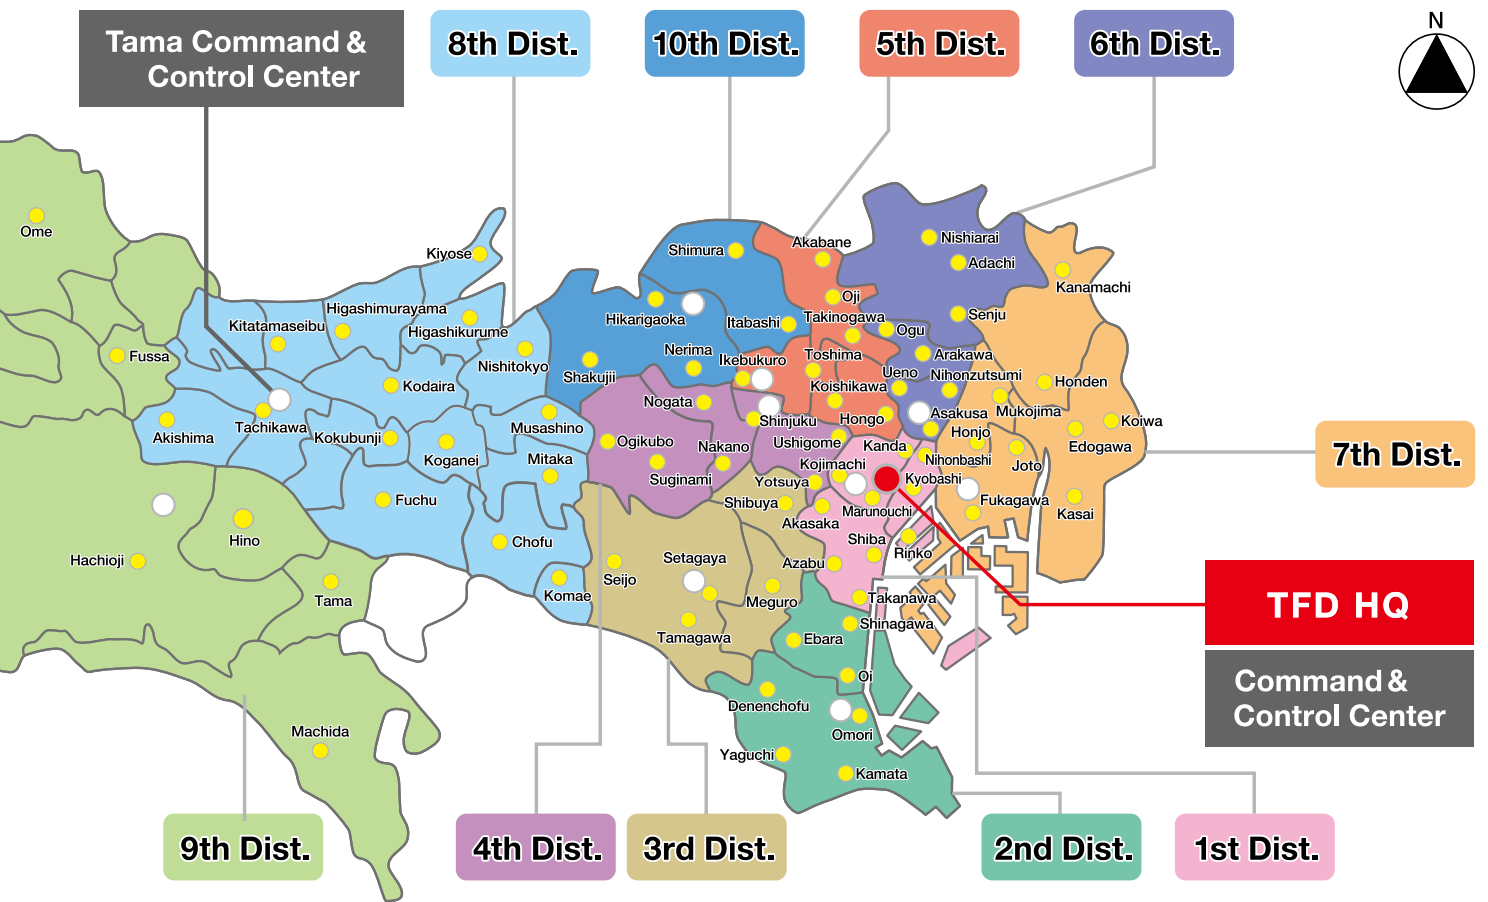 Tama Command &
Control Center
8th Dist.
10th Dist.
5th Dist.
6th Dist.
N
Ome
Kiyose
Shimura
Akabane
Nishiarai
Adachi
Kanamachi
Higashimurayama
Kitatamaseibu
Higashikurume
Hikarigaoka
Itabashi
Oji
Takinogawa
Ogu
Senju
Fussa
Nishitokyo
Shakujii
Nerima
Ikebukuro
Toshima
Arakawa
Ueno
Nihonzutsumi
Honden
Kodaira
Koishikawa
Nogata
Shinjuku
Hongo
Asakusa
Mukojima
Koiwa
Akishima
Tachikawa
Kokubunji
Koganei
Musashino
Mitaka
Ogikubo
Nakano
Suginami
Ushigome
Kanda
Honjo
Edogawa
Nihonbashi
Joto
7th Dist.
Kojimachi
Yotsuya
Kyobashi
Fukagawa
Kasai
Fuchu
Shibuya
Akasaka
Marunouchi
Hino
Chofu
Shiba
Rinko
Hachioji
Setagaya
Seijo
Azabu
Tama
Komae
Meguro
Takanawa
TFD HQ
Shinagawa
Tamagawa
Ebara
Oi
Command &
Control Center
Denenchofu
Omori
Machida
Yaguchi
Kamata
9th Dist.
4th Dist.
3rd Dist.
2nd Dist.
1st Dist.